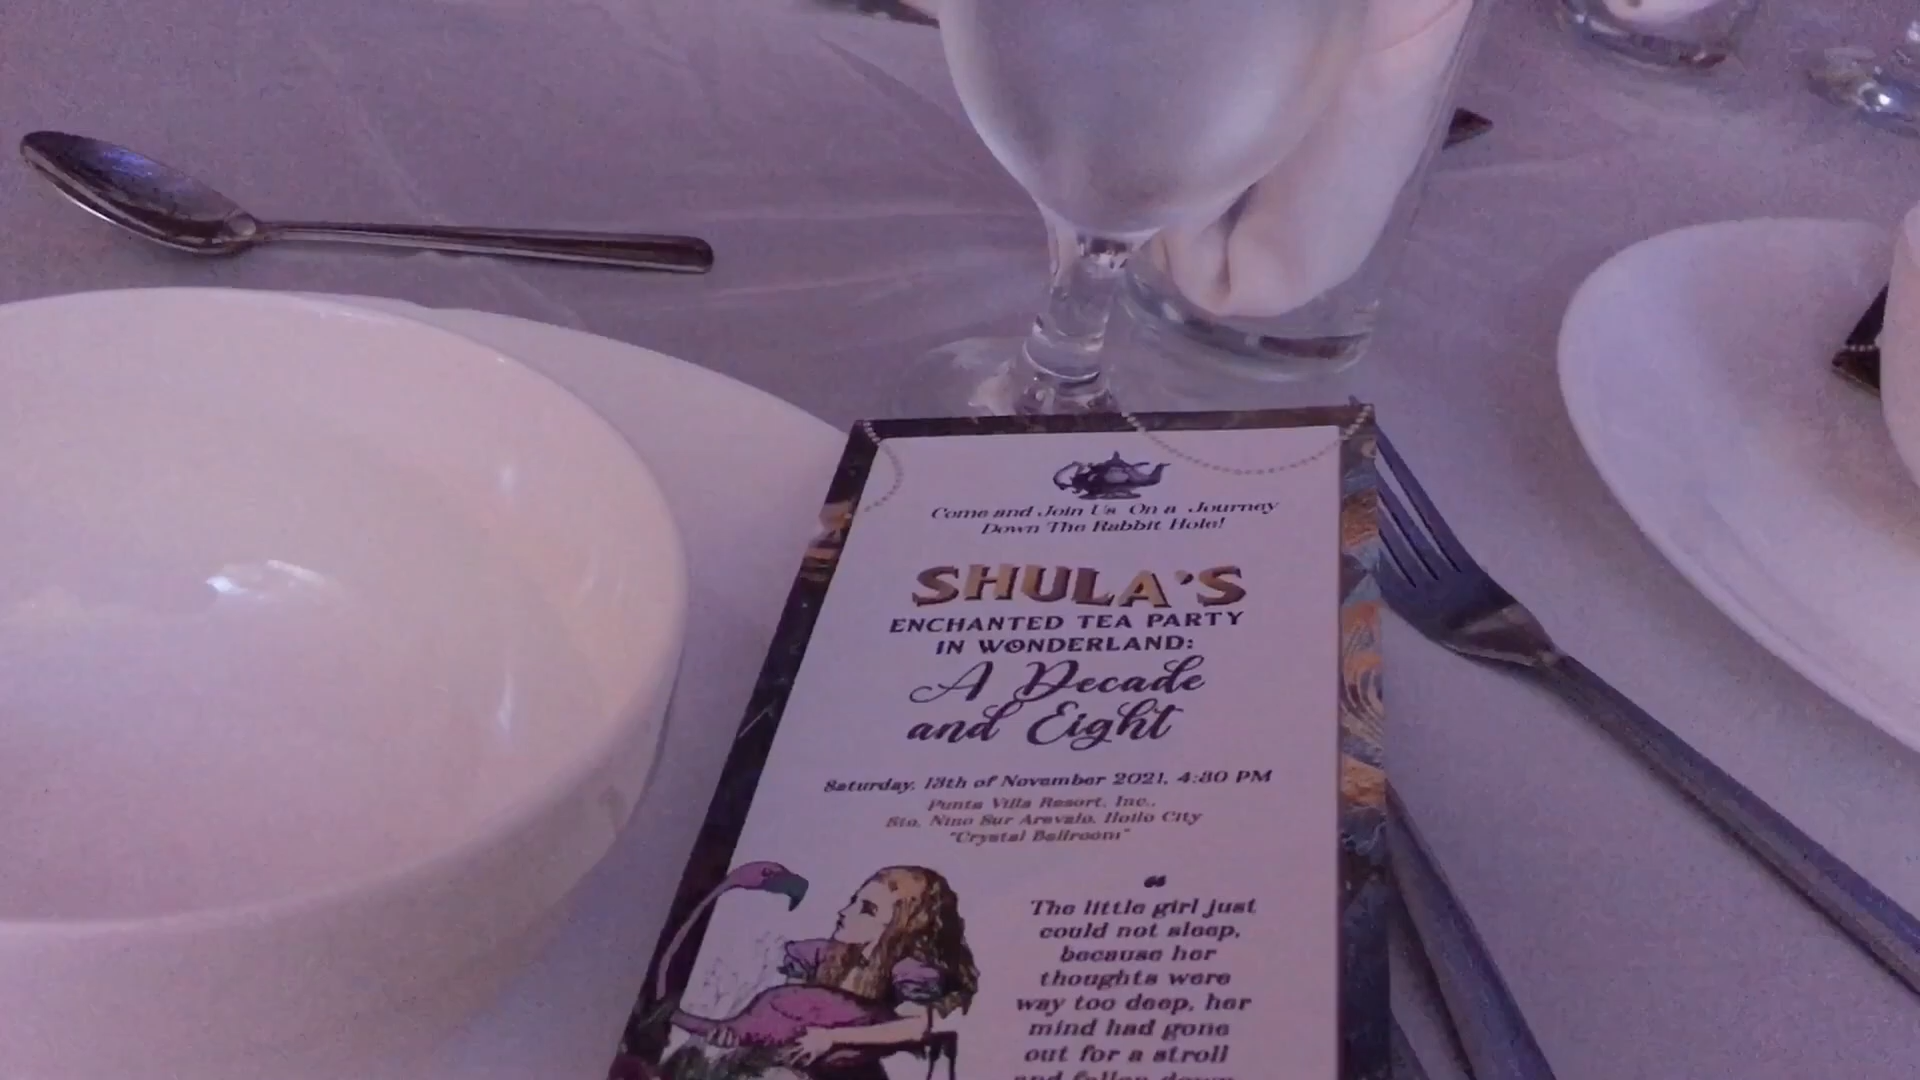 Come and Join Us On a Journey
Down The Rabbit Hole!
SHULA'S
ENCHANTED TEA PARTY
IN WONDERLAND:
A Decade
and Eight
Saturday, 13th of November 2021, 4:30 PM
Punta Villa Resort, Inc.,
Sto. Nino Sur Arevalo, Iloilo City
"Crystal Ballroom"
“
The little girl just
could not sleep,
because her
thoughts were
way too deep, her
mind had gone
out for a stroll
and fallen down